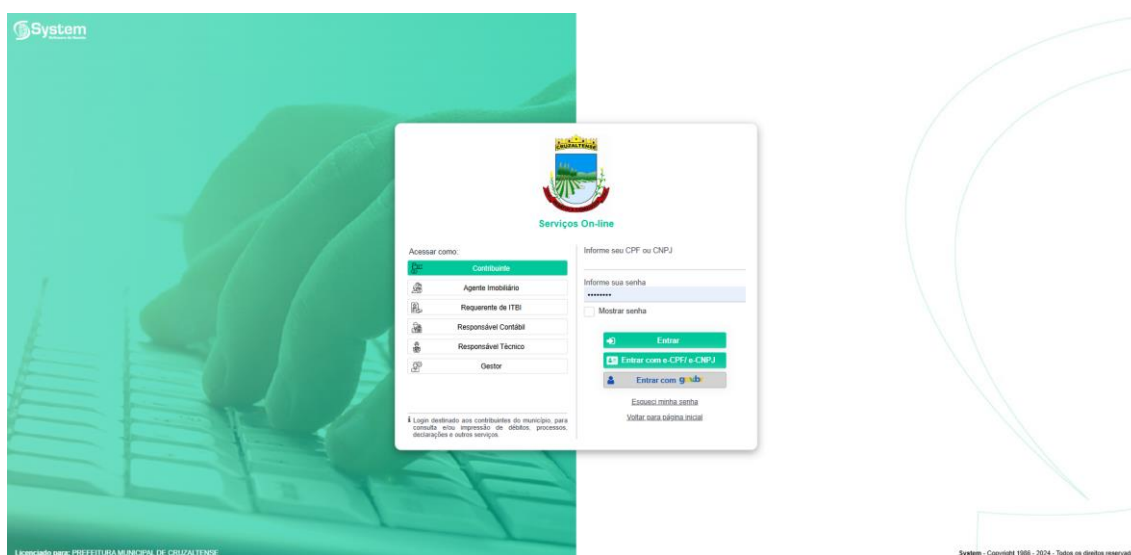 System
CRUZALTENSE
Serviços On-line
Acessar como:
Contribuinte
Agente Imobiliário
Requerente de ITBI
Responsável Contábil
Responsável Técnico
Gestor
i Login destinado aos contribuintes do município, para
consulta e/ou impressão de débitos, processos,
declarações e outros serviços.
Informe seu CPF ou CNPJ
Informe sua senha
••••••••
Mostrar senha
Entrar
Entrar com e-CPF/ e-CNPJ
Entrar com gov.br
Esqueci minha senha
Voltar para página inicial
Licenciado para: PREFEITURA MUNICIPAL DE CRUZALTENSE
System - Copyright 1986 - 2024 - Todos os direitos reservad